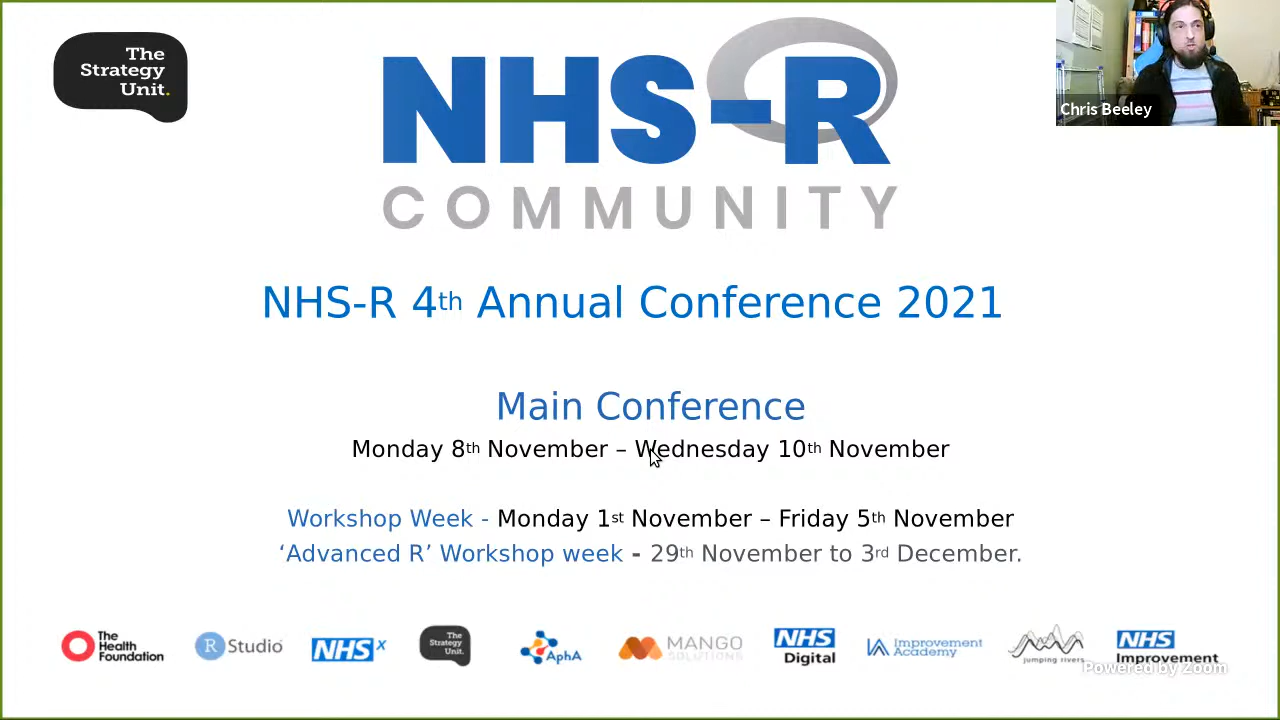 The
Strategy
Unit.
NHS-R
COMMUNITY
Chris Beeley
NHS-R 4th Annual Conference 2021
Main Conference
Monday 8th November – Wednesday 10th November
Workshop Week - Monday 1st November – Friday 5th November
‘Advanced R’ Workshop week - 29th November to 3rd December.
The
Health
Foundation
R Studio
NHS X
The
Strategy
Unit.
AphA
MANGO
SOLUTIONS
NHS
Digital
IA Improvement
Academy
jumping rivers
NHS
Improvement
Powered by Zoom